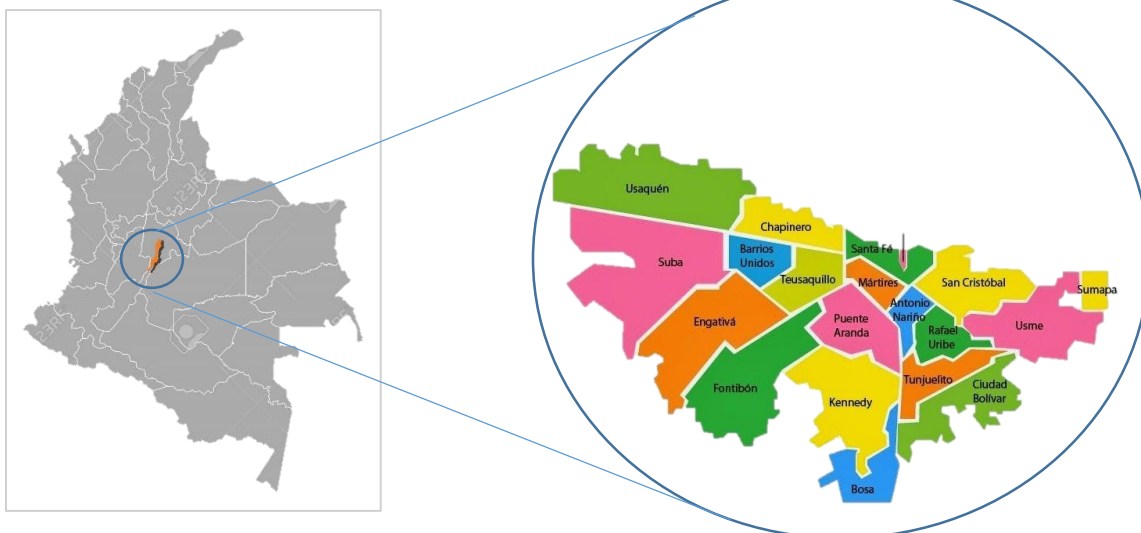 Usaquén
Chapinero
Santa Fé
Barrios
Unidos
Suba
Teusaquillo
Mártires
San Cristóbal
Sumapa
Antonio
Nariño
Engativá
Puente
Aranda
Rafael
Uribe
Usme
Fontibón
Tunjuelito
Ciudad
Bolívar
Kennedy
Bosa
123RF